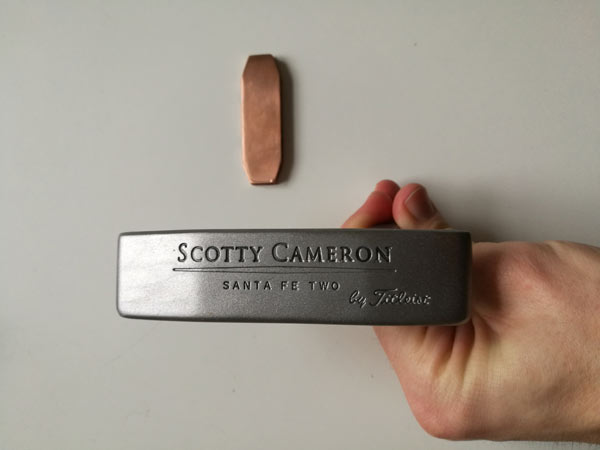 SCOTTY CAMERON
SANTA FE TWO
by Titleist